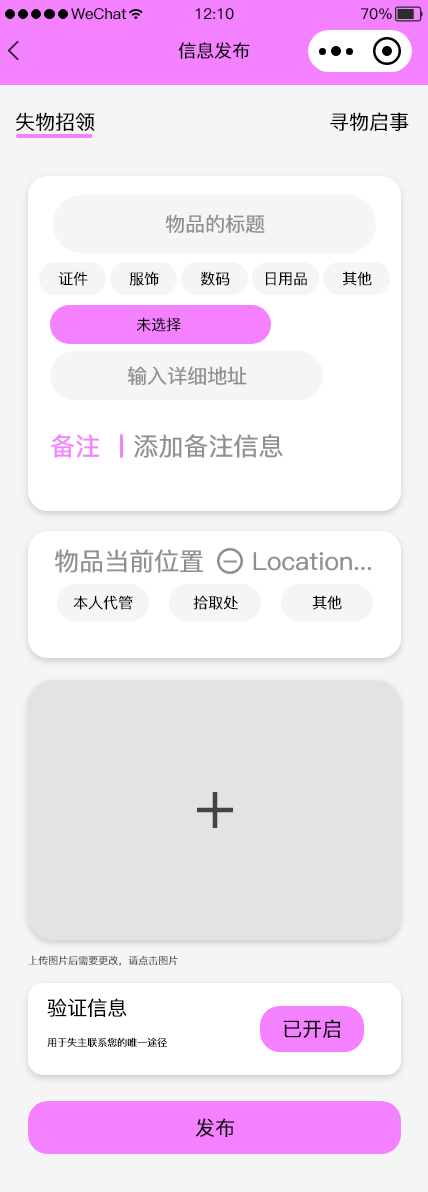 WeChat 12:10 70%
信息发布
失物招领 寻物启事
物品的标题
证件 服饰 数码 日用品 其他
未选择
输入详细地址
备注 添加备注信息
物品当前位置 Location...
本人代管 拾取处 其他
上传图片后需要更改，请点击图片
验证信息
用于失主联系您的唯一途径
已开启
发布